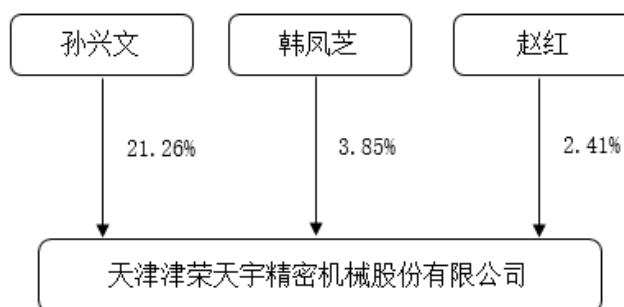 孙兴文
韩凤芝
赵红
21.26%
3.85%
2.41%
天津津荣天宇精密机械股份有限公司